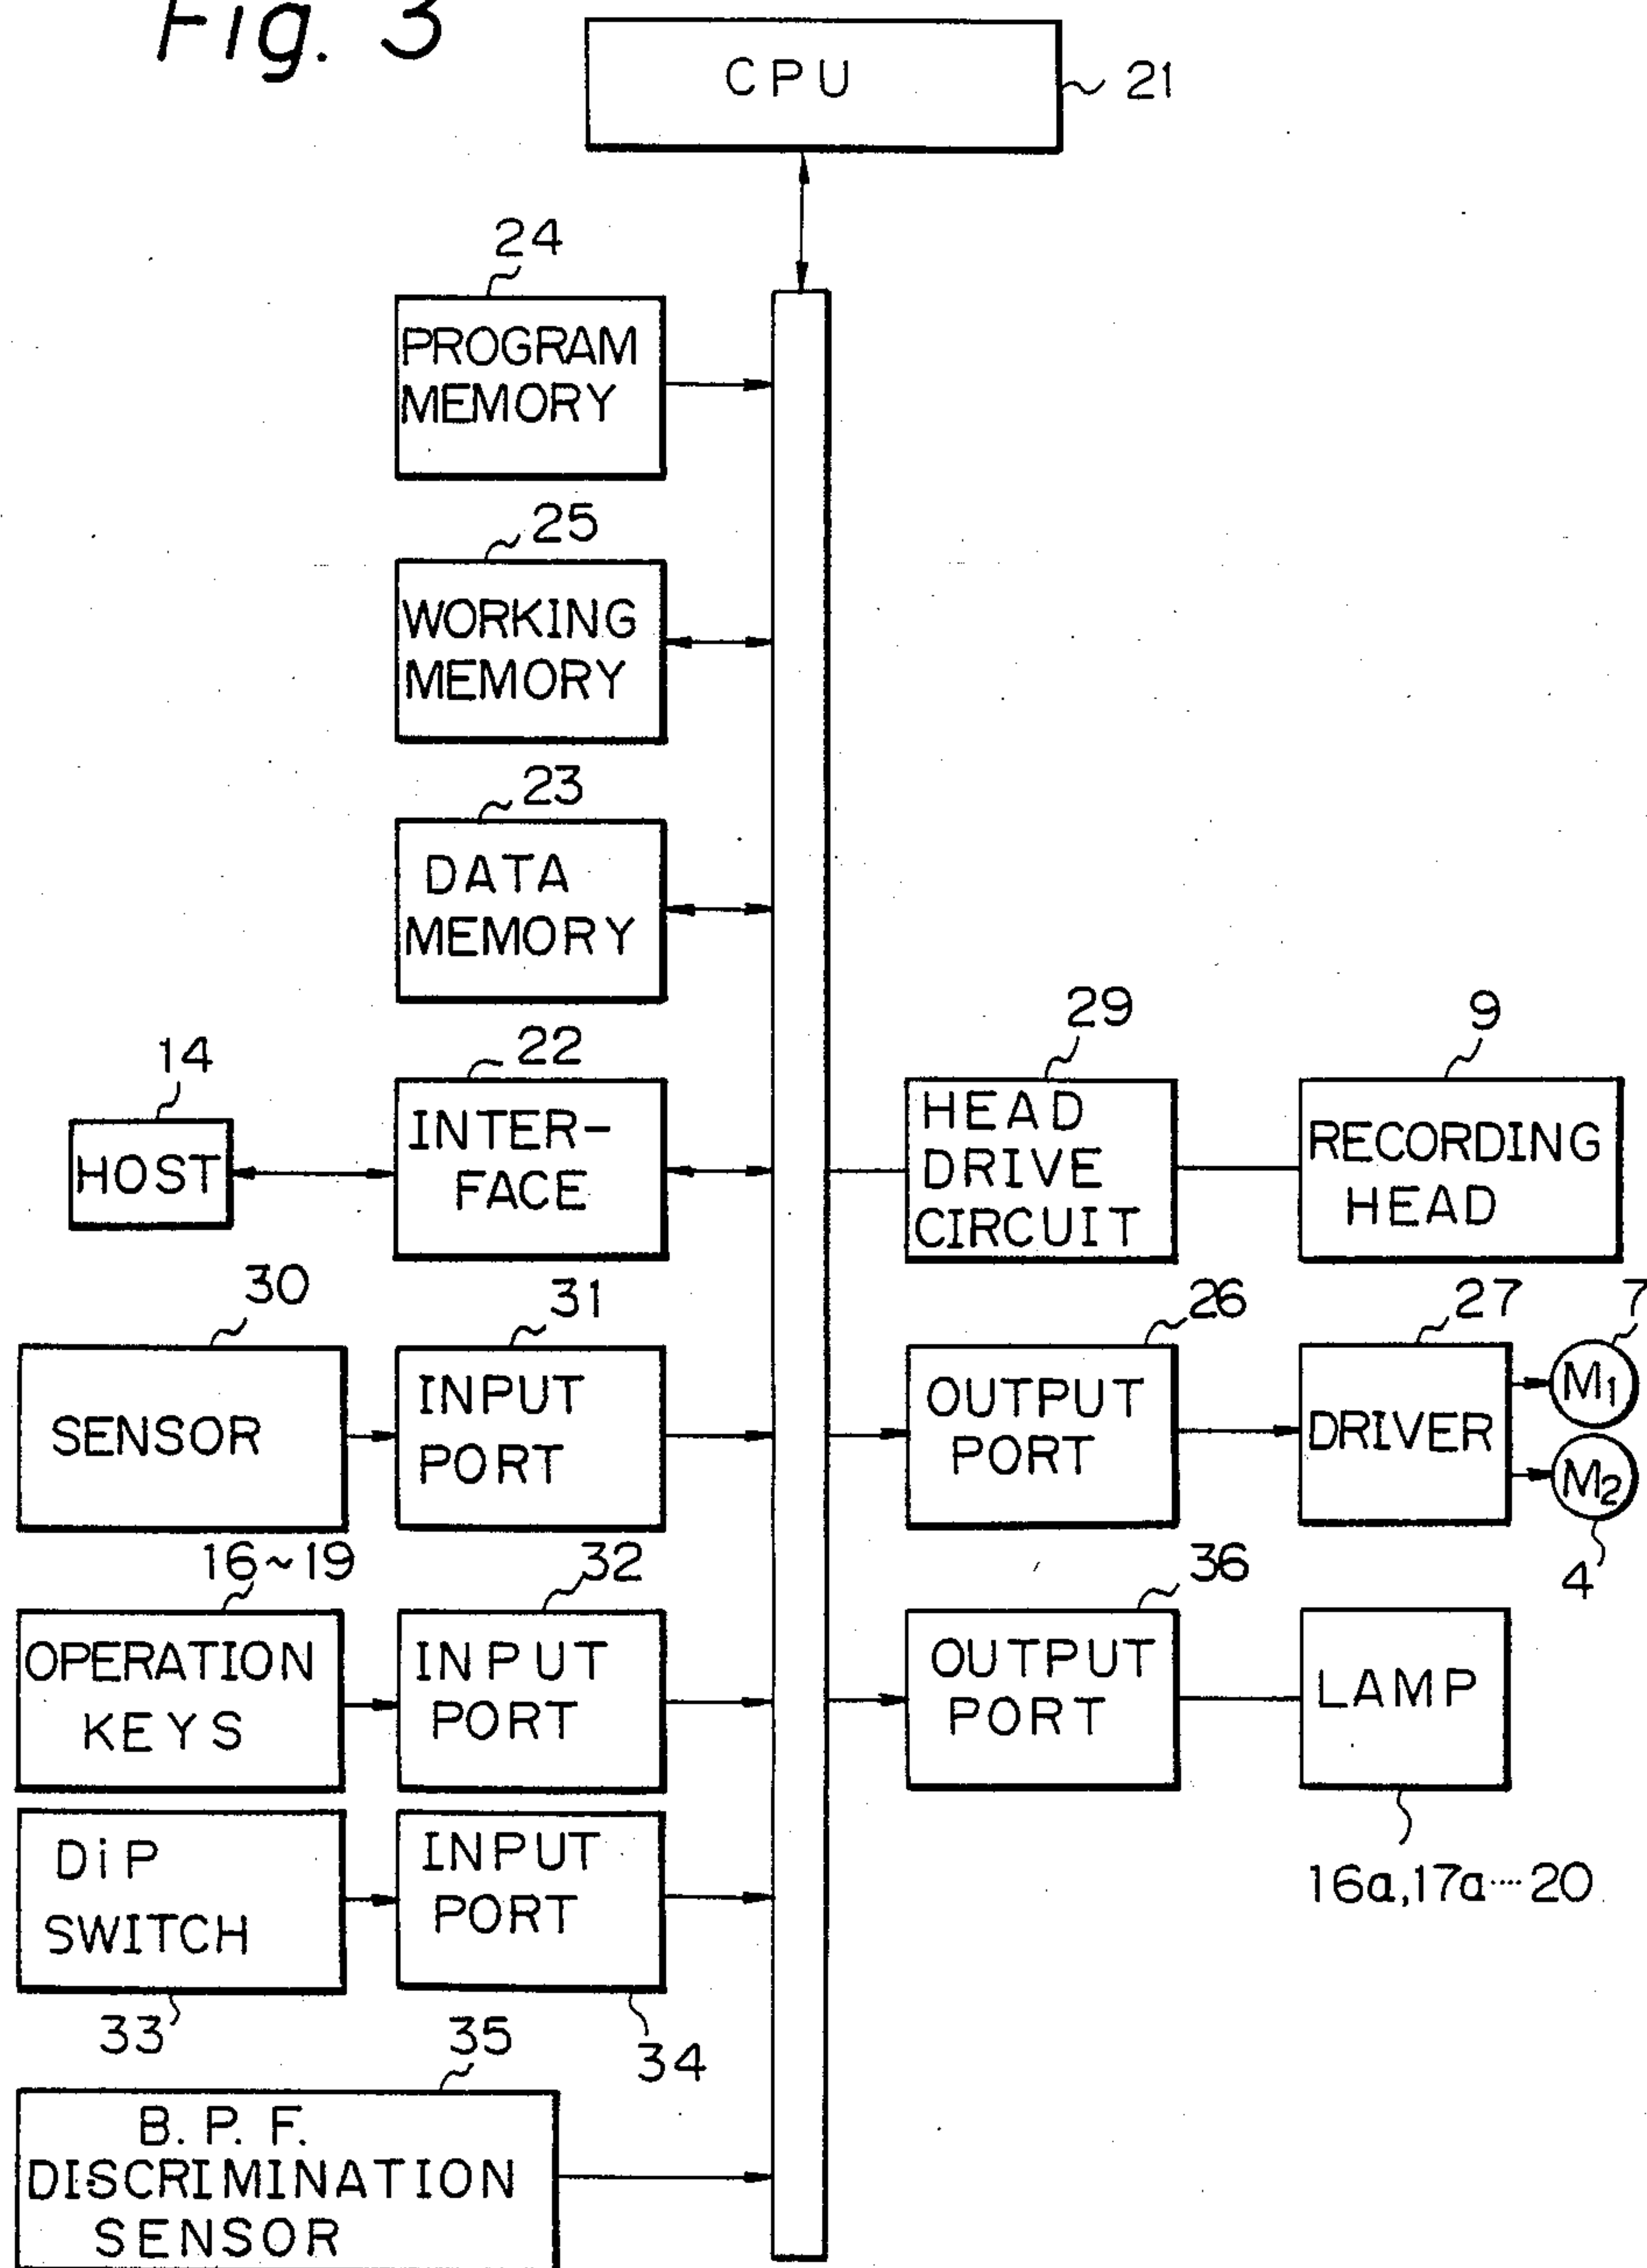 Fig. 3
CPU
21
24
PROGRAM
MEMORY
25
WORKING
MEMORY
23
DATA
MEMORY
14
HOST
22
INTER-
FACE
29
HEAD
DRIVE
CIRCUIT
9
RECORDING
HEAD
30
SENSOR
31
INPUT
PORT
26
OUTPUT
PORT
27
DRIVER
7
M1
M2
4
16~19
OPERATION
KEYS
32
INPUT
PORT
36
OUTPUT
PORT
LAMP
16a,17a····20
DiP
SWITCH
33
INPUT
PORT
34
35
B. P. F.
DISCRIMINATION
SENSOR